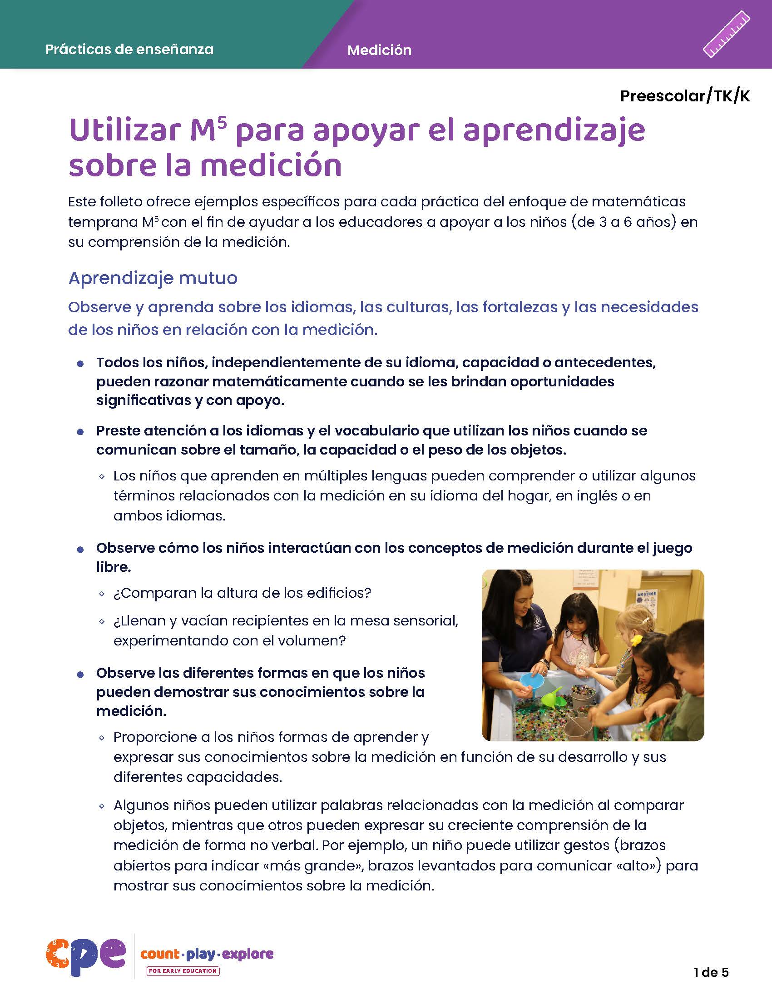 Prácticas de enseñanza
Medición
Preescolar/TK/K
Utilizar M⁵ para apoyar el aprendizaje
sobre la medición
Este folleto ofrece ejemplos específicos para cada práctica del enfoque de matemáticas
temprana M⁵ con el fin de ayudar a los educadores a apoyar a los niños (de 3 a 6 años) en
su comprensión de la medición.
Aprendizaje mutuo
Observe y aprenda sobre los idiomas, las culturas, las fortalezas y las necesidades
de los niños en relación con la medición.
● Todos los niños, independientemente de su idioma, capacidad o antecedentes,
pueden razonar matemáticamente cuando se les brindan oportunidades
significativas y con apoyo.
● Preste atención a los idiomas y el vocabulario que utilizan los niños cuando se
comunican sobre el tamaño, la capacidad o el peso de los objetos.
⋄ Los niños que aprenden en múltiples lenguas pueden comprender o utilizar algunos
términos relacionados con la medición en su idioma del hogar, en inglés o en
ambos idiomas.
● Observe cómo los niños interactúan con los conceptos de medición durante el juego
libre.
⋄ ¿Comparan la altura de los edificios?
⋄ ¿Llenan y vacían recipientes en la mesa sensorial,
experimentando con el volumen?
WEATHER
● Observe las diferentes formas en que los niños
pueden demostrar sus conocimientos sobre la
medición.
⋄ Proporcione a los niños formas de aprender y
expresar sus conocimientos sobre la medición en función de su desarrollo y sus
diferentes capacidades.
⋄ Algunos niños pueden utilizar palabras relacionadas con la medición al comparar
objetos, mientras que otros pueden expresar su creciente comprensión de la
medición de forma no verbal. Por ejemplo, un niño puede utilizar gestos (brazos
abiertos para indicar «más grande», brazos levantados para comunicar «alto») para
mostrar sus conocimientos sobre la medición.
cpe
count·play·explore
FOR EARLY EDUCATION
1 de 5